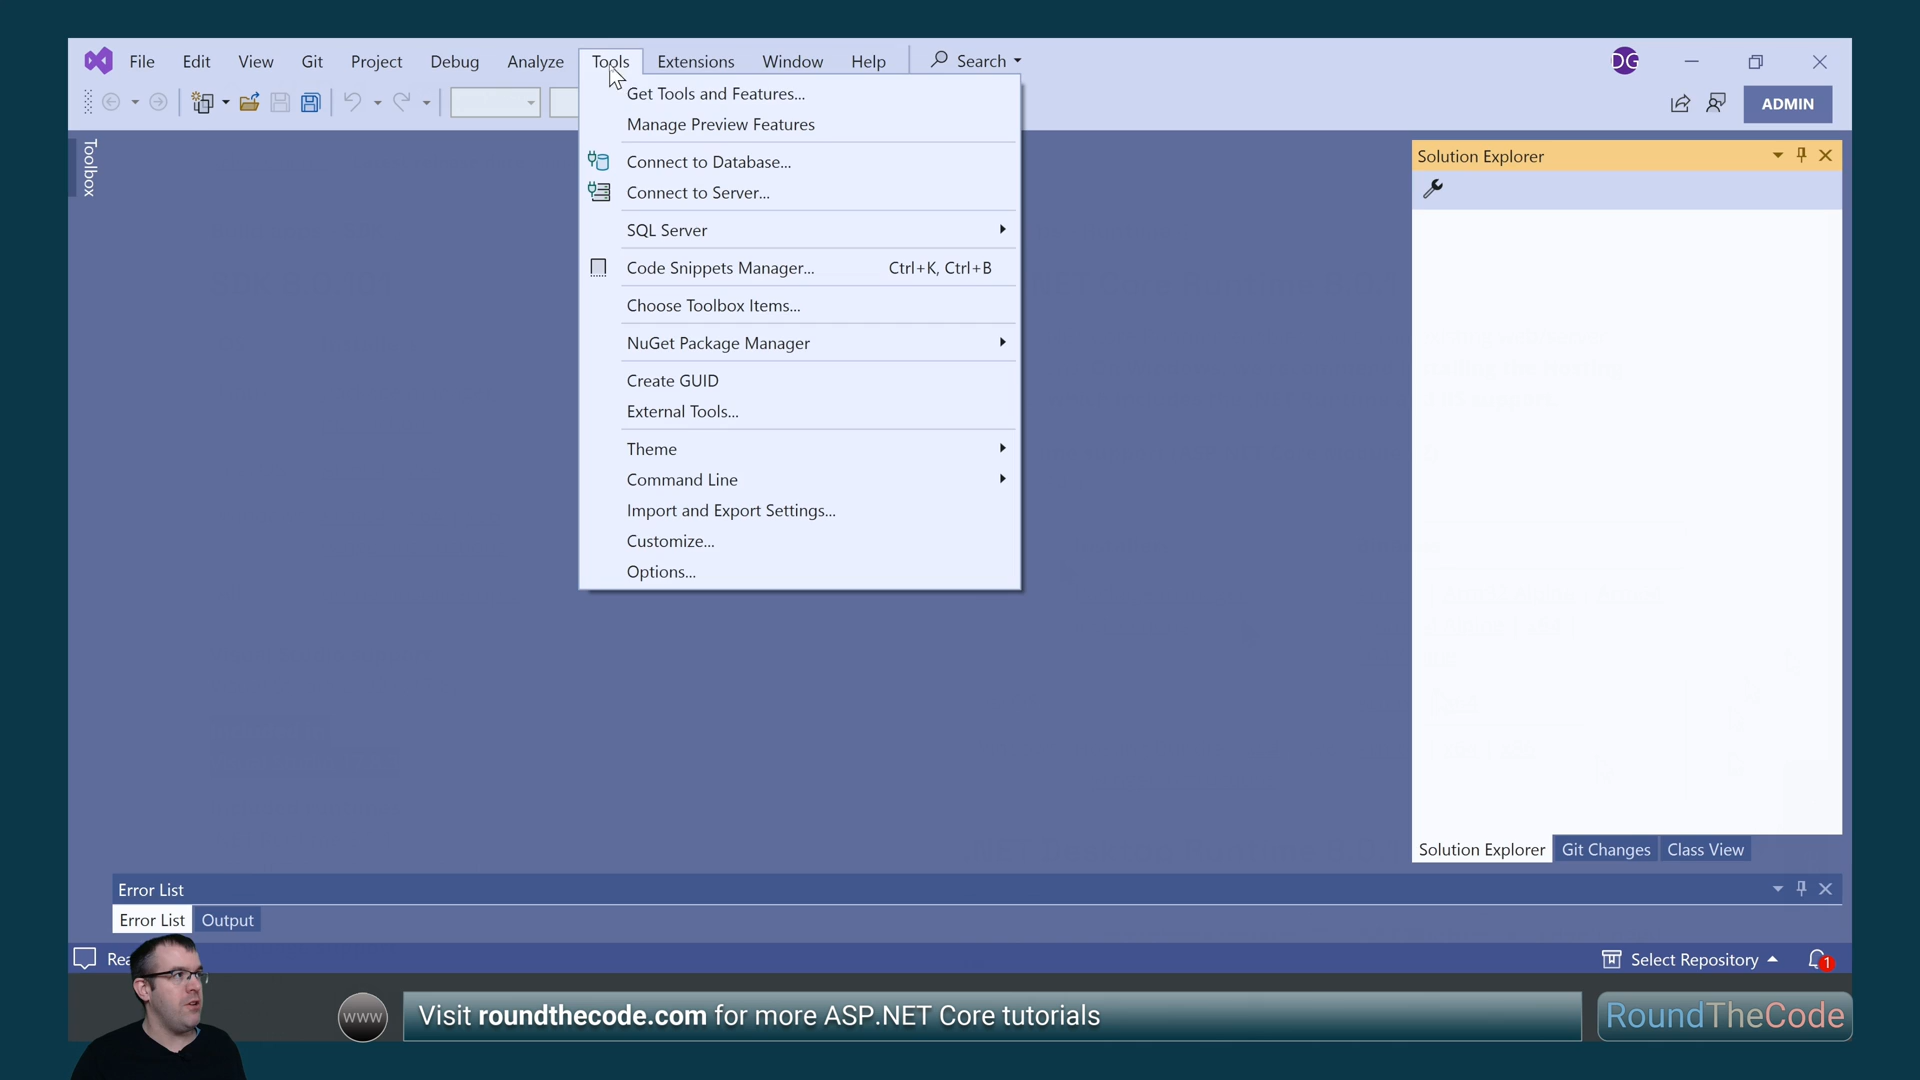 File Edit View Git Project Debug Analyze Tools Extensions Window Help Search
DG
ADMIN
Toolbox
Get Tools and Features...
Manage Preview Features
Connect to Database...
Connect to Server...
SQL Server
Code Snippets Manager... Ctrl+K, Ctrl+B
Choose Toolbox Items...
NuGet Package Manager
Create GUID
External Tools...
Theme
Command Line
Import and Export Settings...
Customize...
Options...
Solution Explorer
Solution Explorer Git Changes Class View
Error List
Error List Output
Select Repository
1
www
Visit roundthecode.com for more ASP.NET Core tutorials
RoundTheCode